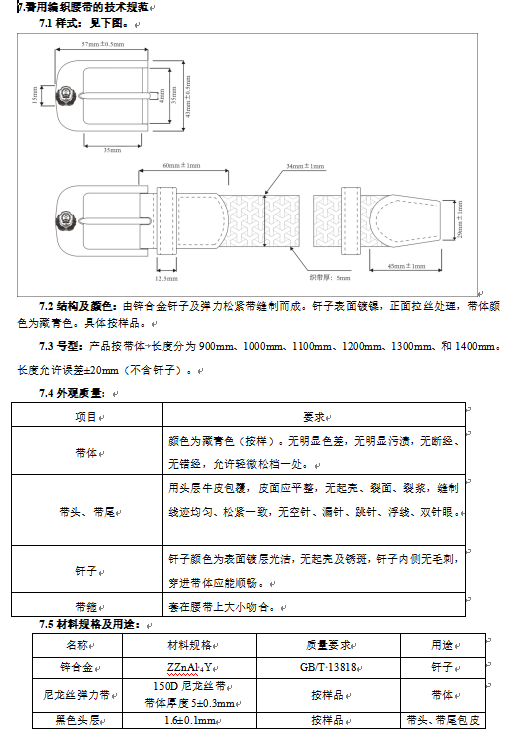 7.警用编织腰带的技术规范
7.1 样式：见下图。
57mm±0.5mm
15mm
4mm
35mm
43mm±0.5mm
35mm
60mm±1mm
34mm±1mm
29mm±1mm
12.5mm
织带厚：5mm
45mm±1mm
7.2 结构及颜色：由锌合金钎子及弹力松紧带缝制而成。钎子表面镀镍，正面拉丝处理，带体颜
色为藏青色。具体按样品。
7.3 号型：产品按带体长度分为 900mm、1000mm、1100mm、1200mm、1300mm、和 1400mm。
长度允许误差±20mm（不含钎子）。
7.4 外观质量：
项目 要求
带体 颜色为藏青色（按样）。无明显色差，无明显污渍，无断经、
无错经，允许轻微松档一处。
带头、带尾 用头层牛皮包覆，皮面应平整，无起壳、裂面、裂浆，缝制
线迹均匀、松紧一致，无空针、漏针、跳针、浮线、双针眼。
钎子 钎子颜色为表面镀层光洁，无起壳及锈斑，钎子内侧无毛刺，
穿进带体应能顺畅。
带箍 套在腰带上大小吻合。
7.5 材料规格及用途：
名称 材料规格 质量要求 用途
锌合金 ZZnAl4Y GB/T·13818 钎子
尼龙丝弹力带 150D 尼龙丝带 按样品 带体
带体厚度 5±0.3mm
黑色头层 1.6±0.1mm 按样品 带头、带尾包皮